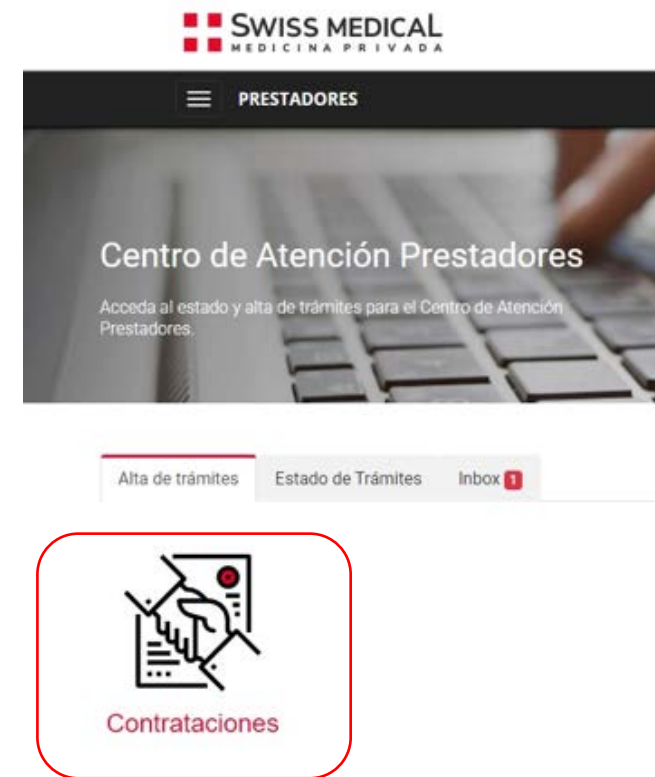 SWISS MEDICAL
MEDICINA PRIVADA
PRESTADORES
Centro de Atención Prestadores
Acceda al estado y alta de trámites para el Centro de Atención
Prestadores.
Alta de trámites Estado de Trámites Inbox 1
Contrataciones